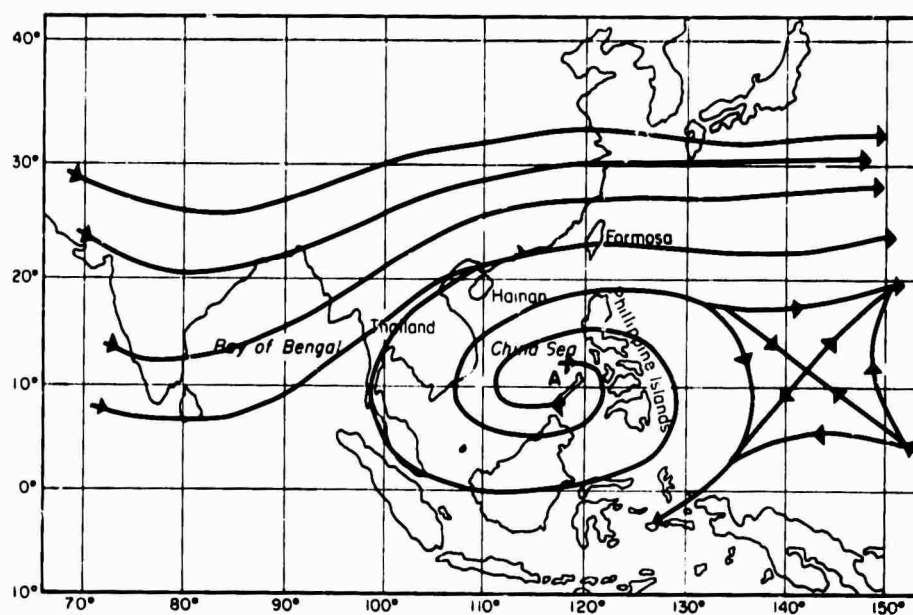 40°
30°
Formosa
20°
Hainan
Phillippine Islands
Thailand
Bay of Bengal
China Sea
A
10°
0°
10°
70° 80° 90° 100° 110° 120° 130° 140° 150°